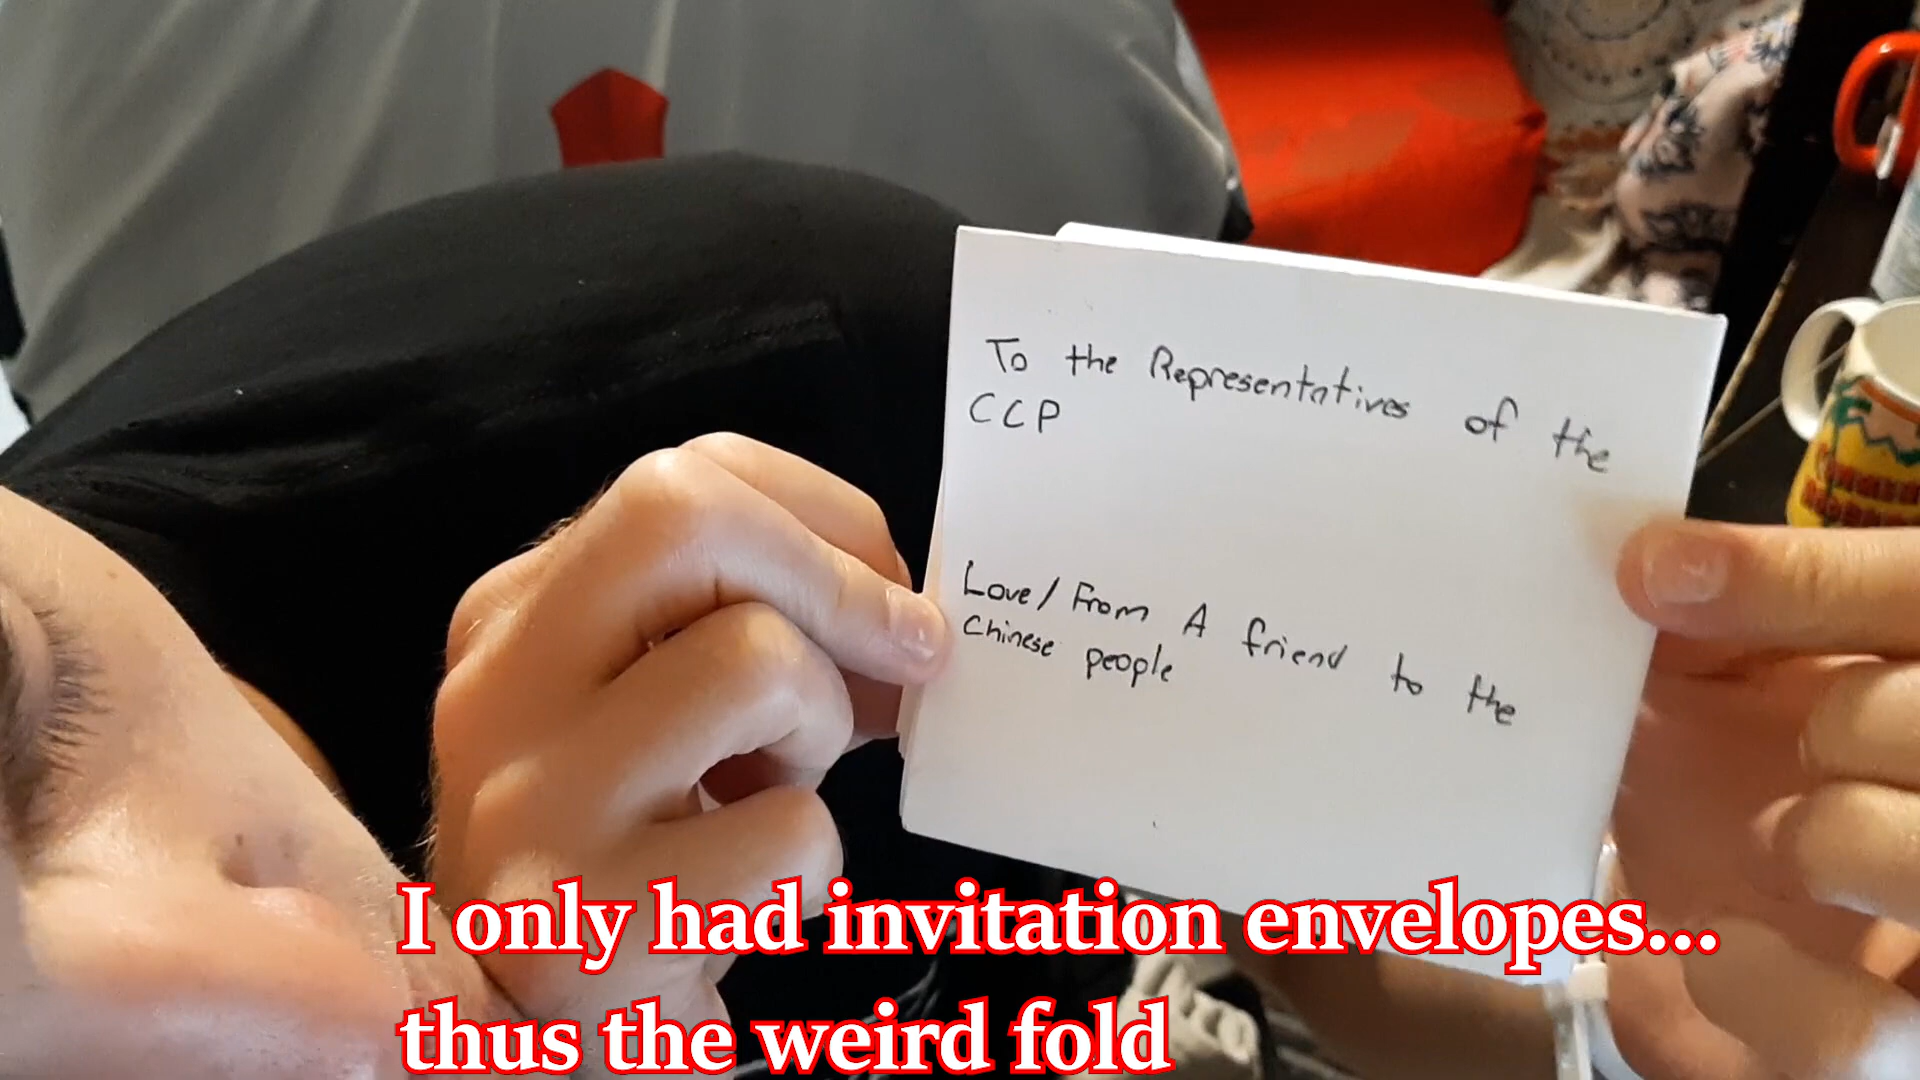 To the Representatives of the
CCP
Love/From A friend to the
Chinese people
I only had invitation envelopes...
thus the weird fold